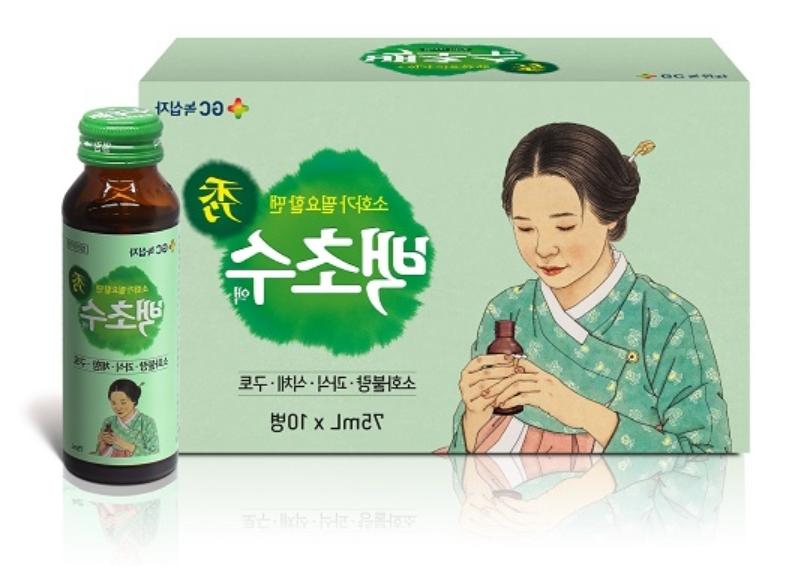 GC녹십자
소화가 필요할 땐 秀
백초수 액
소화불량·과식·식체·구토
75mL x 10병
GC녹십자
소화가 필요할 땐 秀
백초수
소화불량·과식·체함·구토
75mL